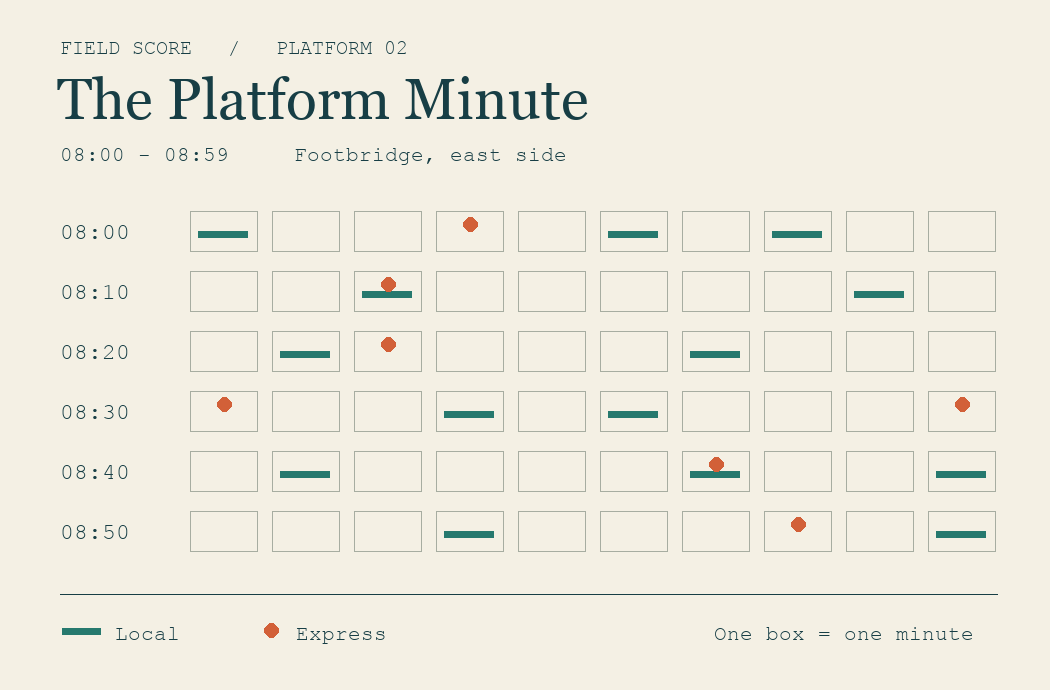 FIELD SCORE / PLATFORM 02
The Platform Minute
08:00 - 08:59 Footbridge, east side
08:00
08:10
08:20
08:30
08:40
08:50
Local Express One box = one minute